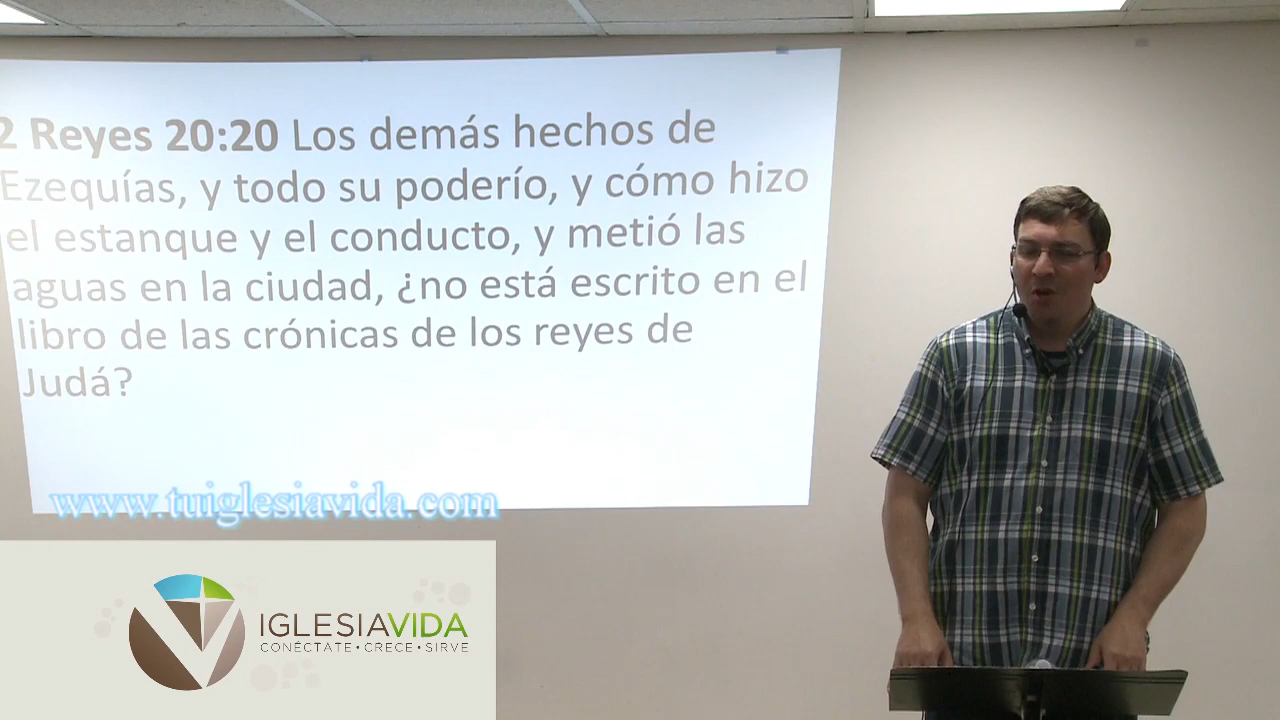 2 Reyes 20:20 Los demás hechos de
Ezequías, y todo su poderío, y cómo hizo
el estanque y el conducto, y metió las
aguas en la ciudad, ¿no está escrito en el
libro de las crónicas de los reyes de
Judá?
www.tuiglesiavida.com
IGLESIAVIDA
CONÉCTATE • CRECE • SIRVE